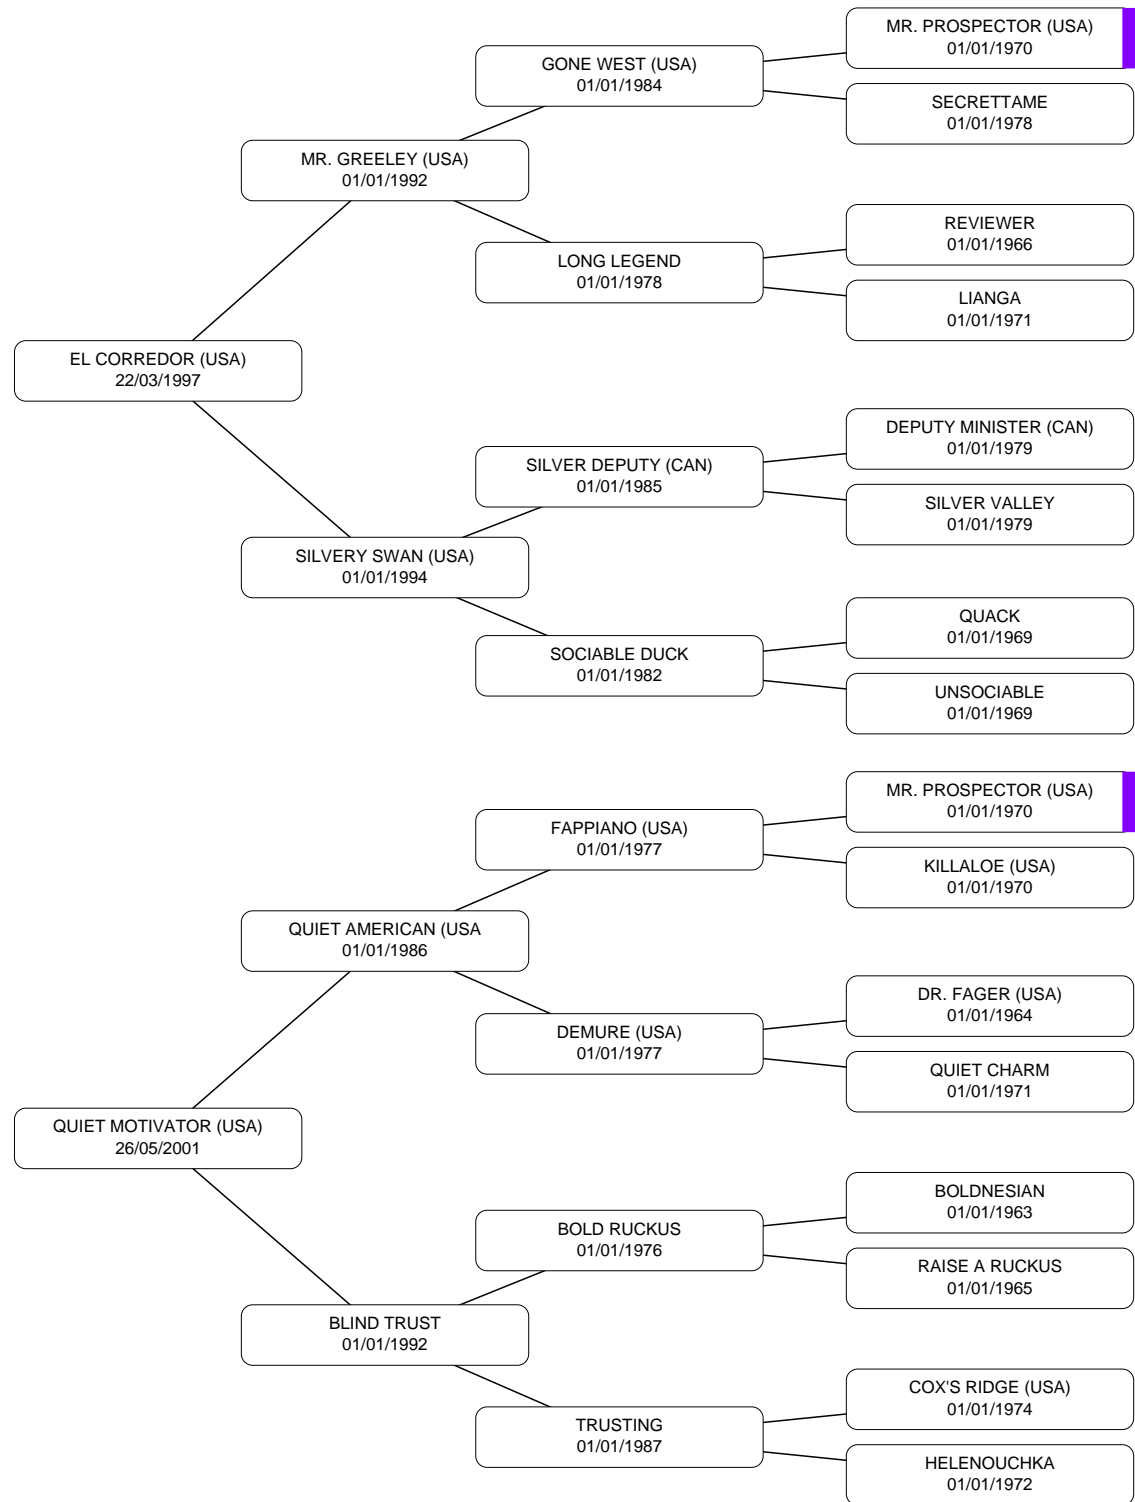 MR. PROSPECTOR (USA)
01/01/1970
GONE WEST (USA)
01/01/1984
SECRETTAME
01/01/1978
MR. GREELEY (USA)
01/01/1992
REVIEWER
01/01/1966
LONG LEGEND
01/01/1978
LIANGA
01/01/1971
EL CORREDOR (USA)
22/03/1997
DEPUTY MINISTER (CAN)
01/01/1979
SILVER DEPUTY (CAN)
01/01/1985
SILVER VALLEY
01/01/1979
SILVERY SWAN (USA)
01/01/1994
QUACK
01/01/1969
SOCIABLE DUCK
01/01/1982
UNSOCIABLE
01/01/1969
MR. PROSPECTOR (USA)
01/01/1970
FAPPIANO (USA)
01/01/1977
KILLALOE (USA)
01/01/1970
QUIET AMERICAN (USA
01/01/1986
DR. FAGER (USA)
01/01/1964
DEMURE (USA)
01/01/1977
QUIET CHARM
01/01/1971
QUIET MOTIVATOR (USA)
26/05/2001
BOLDNESIAN
01/01/1963
BOLD RUCKUS
01/01/1976
RAISE A RUCKUS
01/01/1965
BLIND TRUST
01/01/1992
COX'S RIDGE (USA)
01/01/1974
TRUSTING
01/01/1987
HELENOUCHKA
01/01/1972